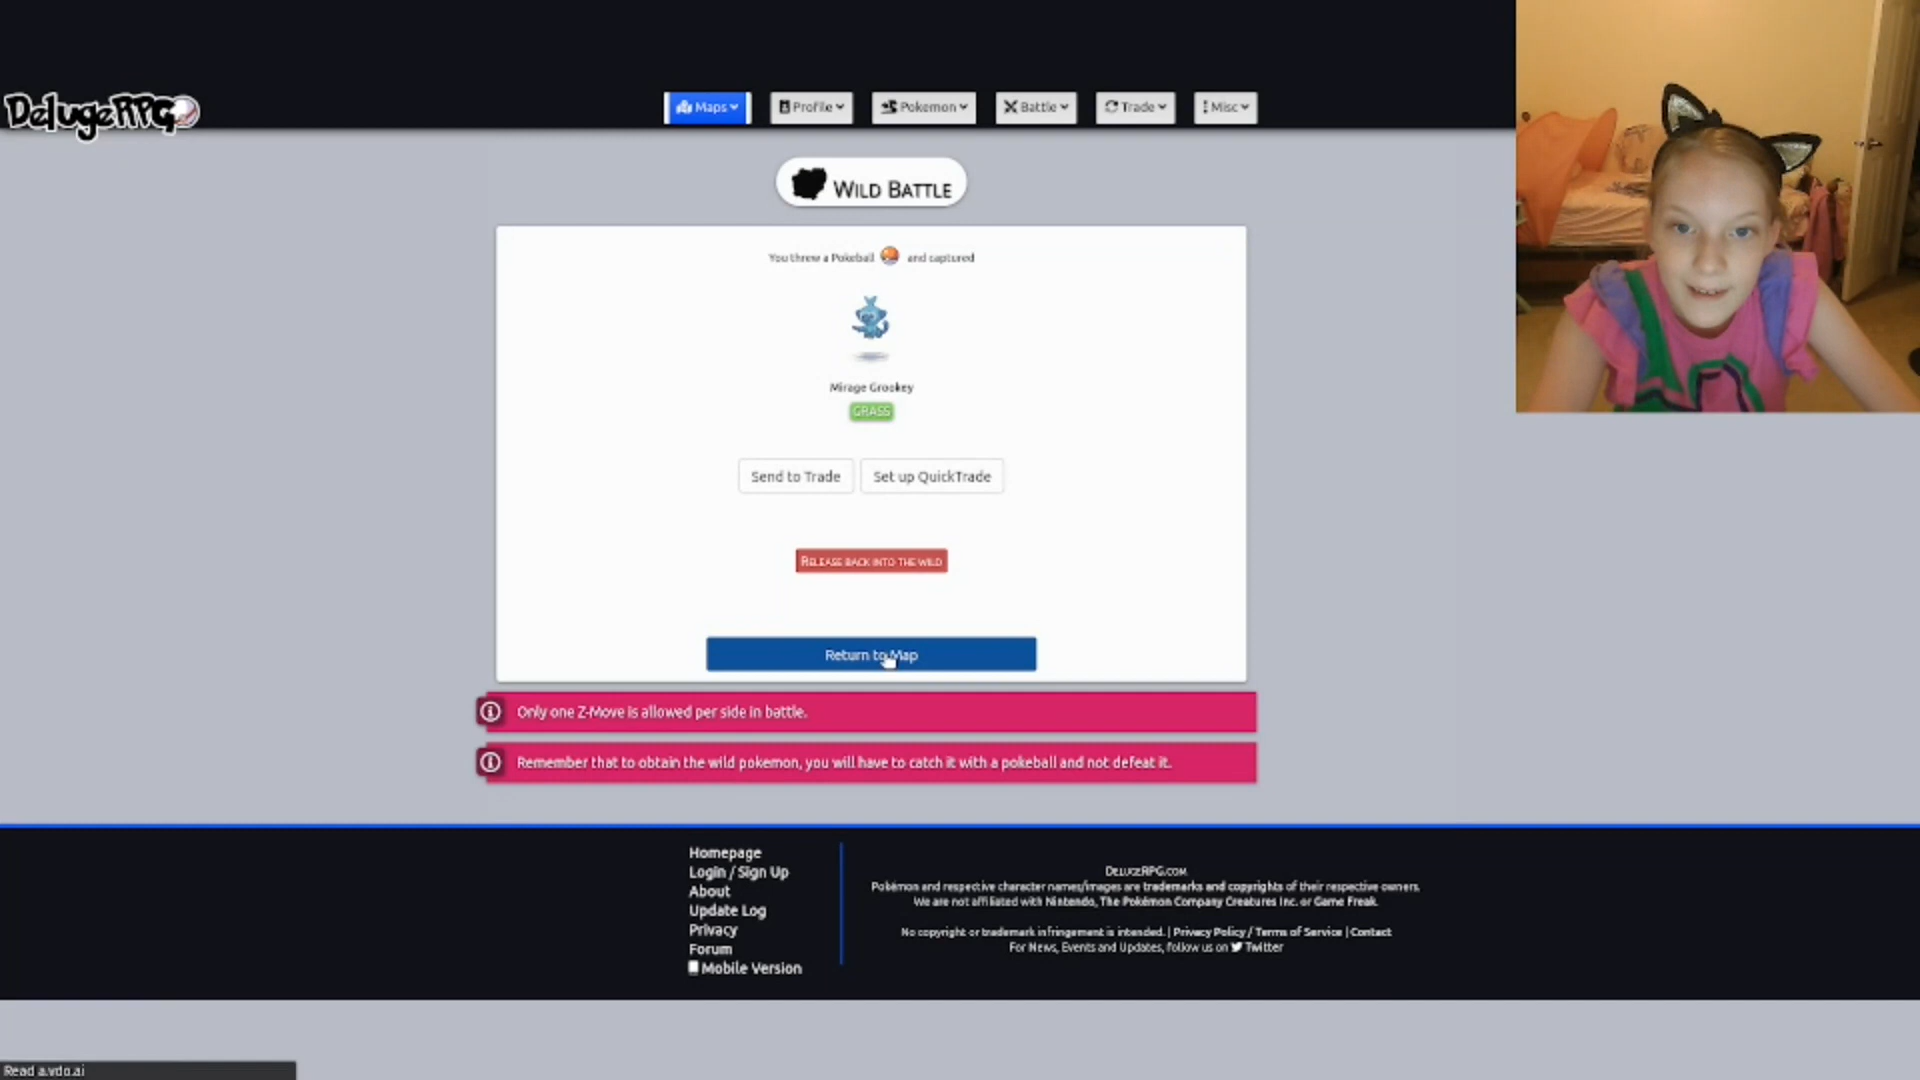 DelugeRPG
Maps
Profile
Pokemon
Battle
Trade
Misc
WILD BATTLE
You threw a Pokeball and captured
Mirage Grookey
GRASS
Send to Trade
Set up QuickTrade
RELEASE BACK INTO THE WILD
Return to Map
Only one Z-Move is allowed per side in battle.
Remember that to obtain the wild pokemon, you will have to catch it with a pokeball and not defeat it.
Homepage
Login / Sign Up
About
Update Log
Privacy
Forum
Mobile Version
DELUGERPG.COM
Pokémon and respective character names/images are trademarks and copyrights of their respective owners.
We are not affiliated with Nintendo, The Pokémon Company Creatures Inc. or Game Freak.
No copyright or trademark infringement is intended. | Privacy Policy / Terms of Service | Contact
For News, Events and Updates, follow us on Twitter
Read a.vdo.ai